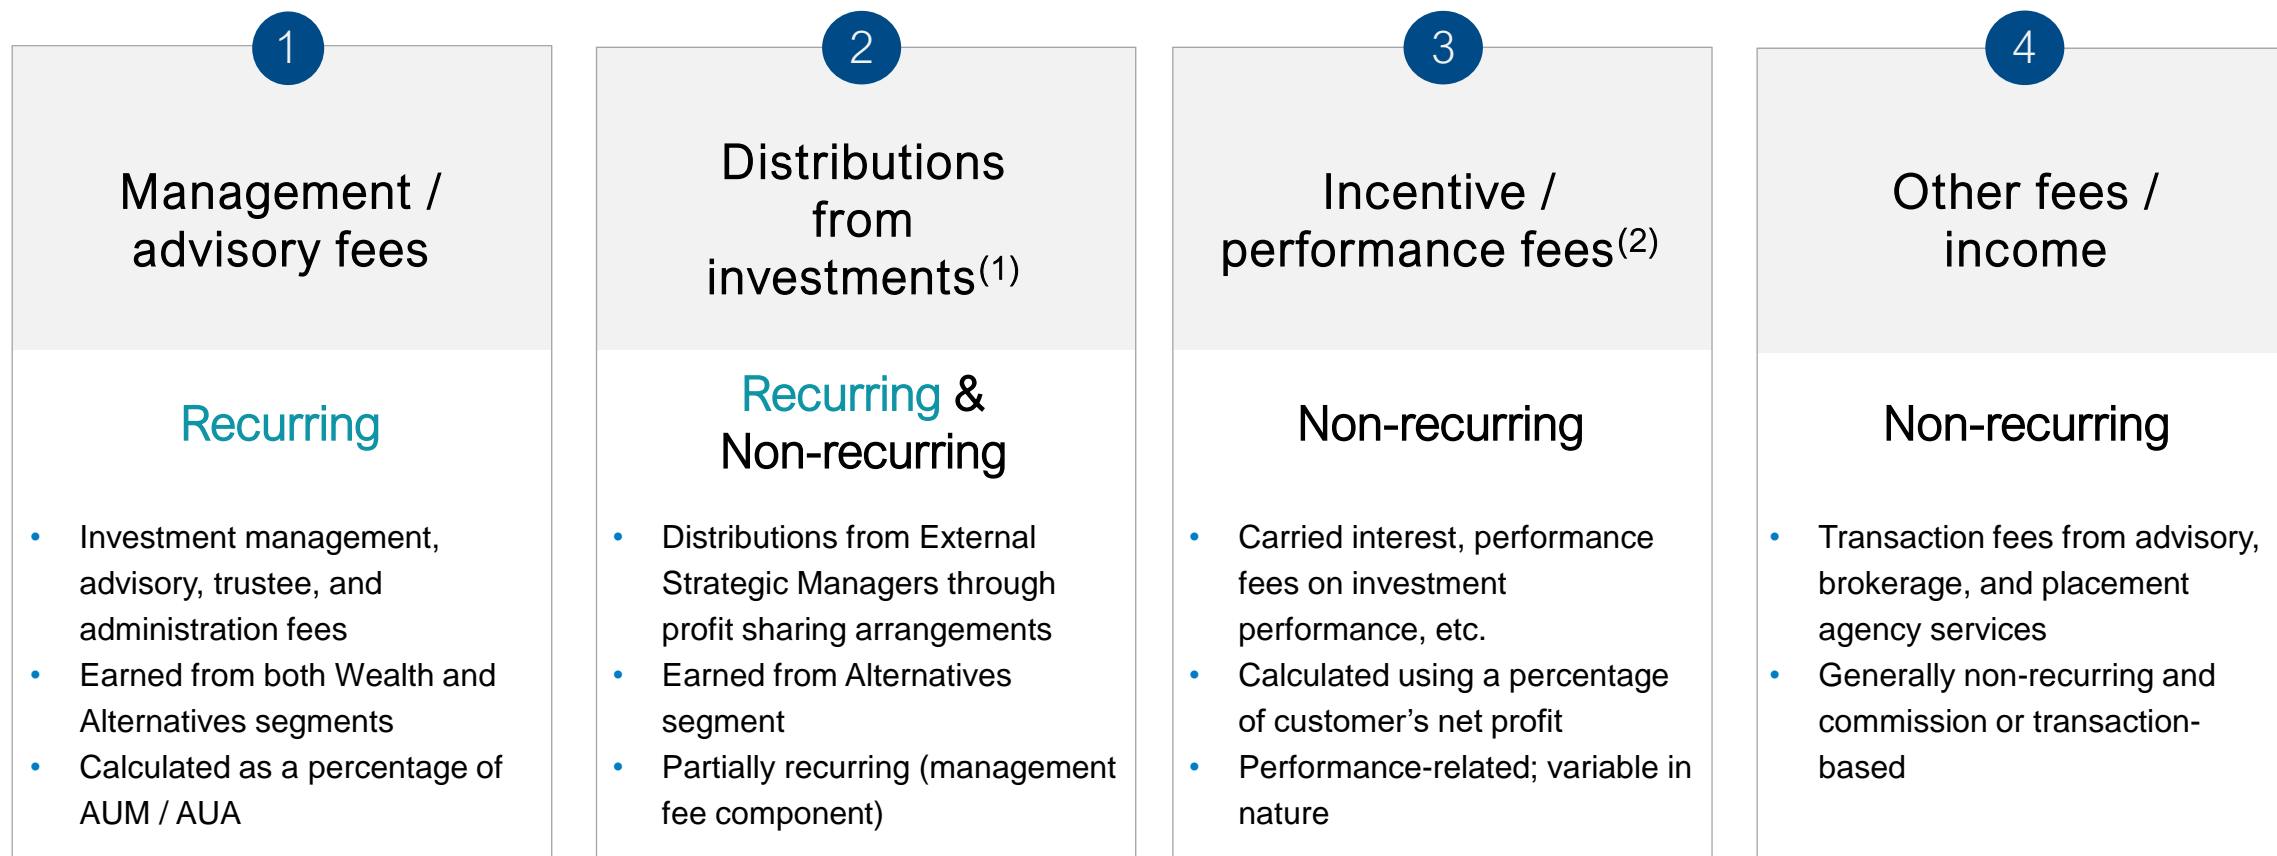 1
Management /
advisory fees
Recurring
• Investment management,
advisory, trustee, and
administration fees
• Earned from both Wealth and
Alternatives segments
• Calculated as a percentage of
AUM / AUA
2
Distributions
from
investments(1)
Recurring &
Non-recurring
• Distributions from External
Strategic Managers through
profit sharing arrangements
• Earned from Alternatives
segment
• Partially recurring (management
fee component)
3
Incentive /
performance fees(2)
Non-recurring
• Carried interest, performance
fees on investment
performance, etc.
• Calculated using a percentage
of customer’s net profit
• Performance-related; variable in
nature
4
Other fees /
income
Non-recurring
• Transaction fees from advisory,
brokerage, and placement
agency services
• Generally non-recurring and
commission or transaction-
based